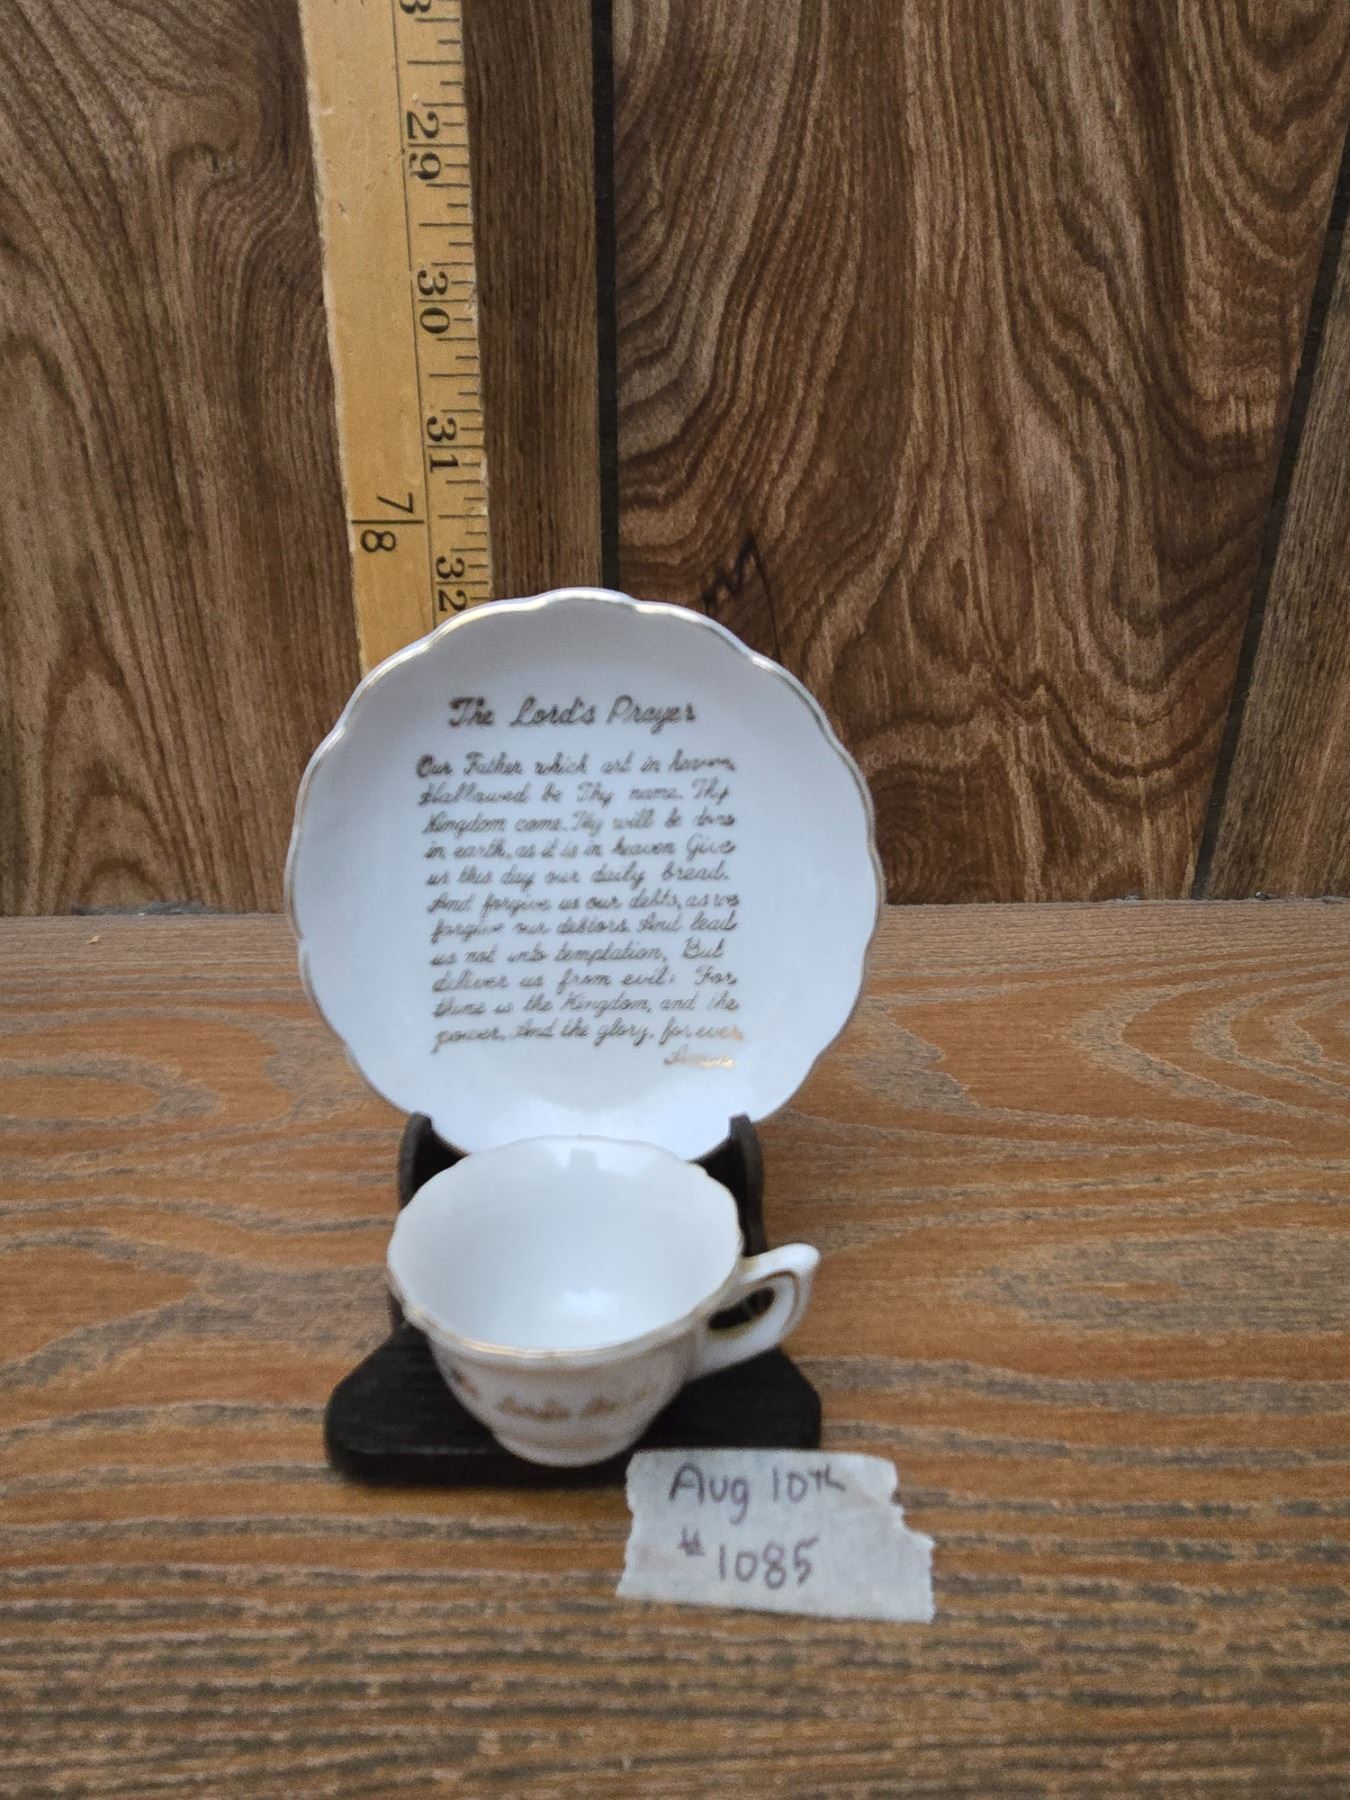 29
30
31
7/8
32
The Lord's Prayer
Our Father which art in heaven,
Hallowed be Thy name. Thy
Kingdom come. Thy will be done
in earth, as it is in heaven Give
us this day our daily bread.
And forgive us our debts, as we
forgive our debtors. And lead
us not into temptation, But
deliver us from evil: For
thine is the Kingdom, and the
power, And the glory, for ever
Amen
Aug 10th
#1085